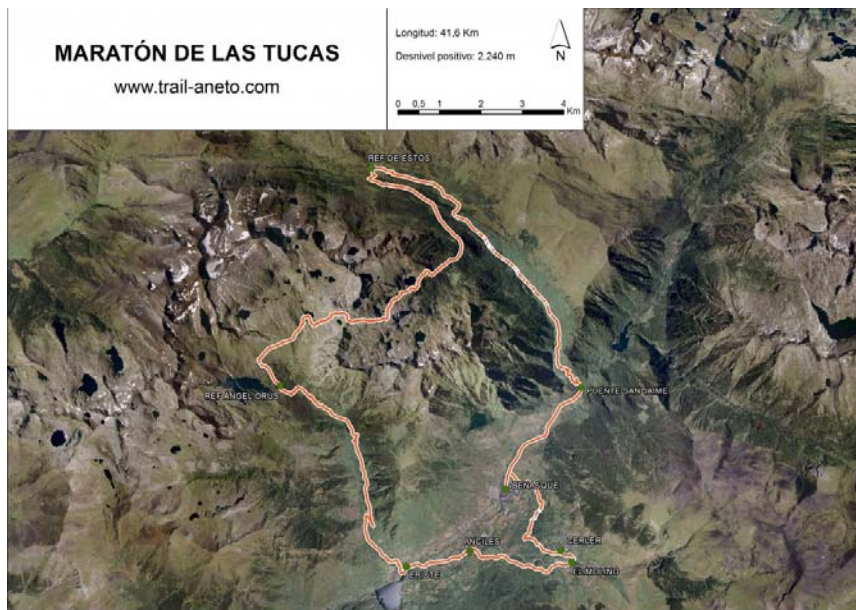 MARATÓN DE LAS TUCAS
www.trail-aneto.com
Longitud: 41,6 Km
Desnivel positivo: 2.240 m
N
0 0,5 1 2 3 4
Km
REF DE ESTOS
REF ANGEL ORUS
PUENTE SAN JAIME
BENASQUE
ANCILES
CERLER
EL MOLINO
ERISTE